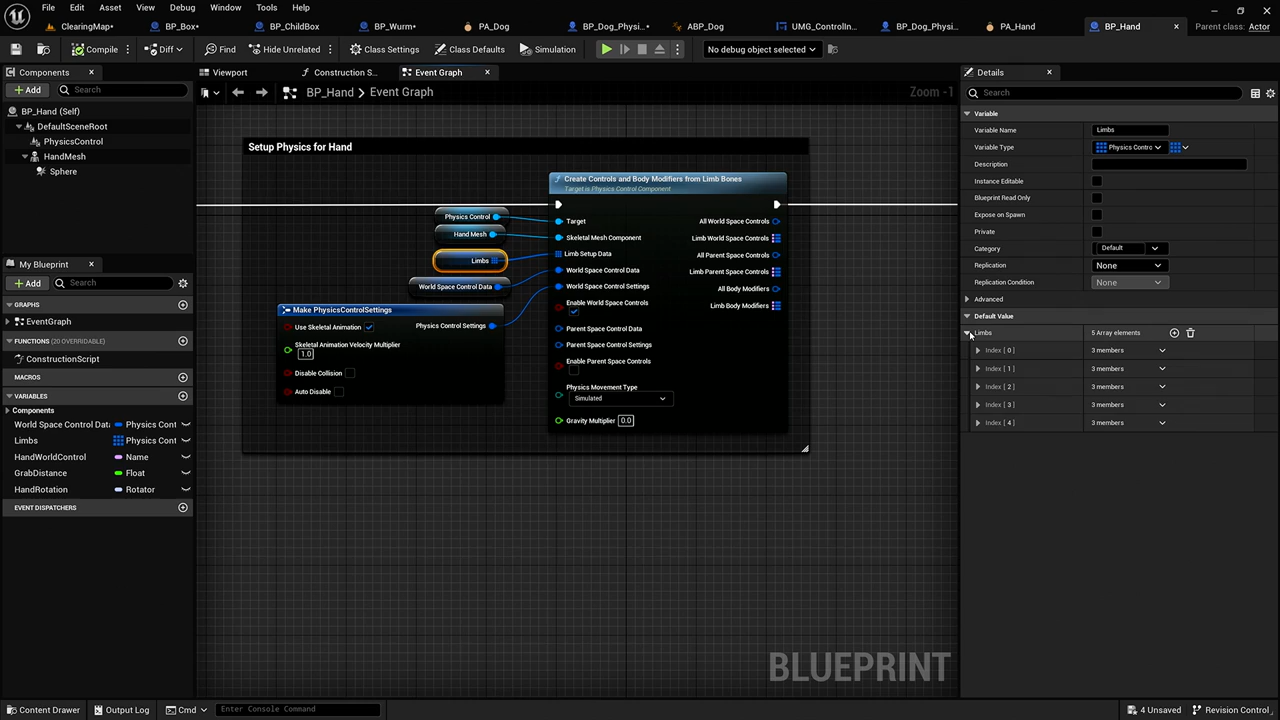 File Edit Asset View Debug Window Tools Help
ClearingMap• BP_Box• BP_ChildBox BP_Wurm• PA_Dog BP_Dog_Physi...• ABP_Dog UMG_ControlIn... BP_Dog_Physi... PA_Hand BP_Hand Parent class: Actor
Compile Diff Find Hide Unrelated Class Settings Class Defaults Simulation No debug object selected
Components
Add Search
BP_Hand (Self)
DefaultSceneRoot
PhysicsControl
HandMesh
Sphere
My Blueprint
Add Search
GRAPHS
EventGraph
FUNCTIONS (20 OVERRIDABLE)
ConstructionScript
MACROS
VARIABLES
Components
World Space Control Data Physics Cont
Limbs Physics Cont
HandWorldControl Name
GrabDistance Float
HandRotation Rotator
EVENT DISPATCHERS
Viewport Construction S... Event Graph
BP_Hand Event Graph Zoom -1
Setup Physics for Hand
Create Controls and Body Modifiers from Limb Bones
Target is Physics Control Component
Physics Control
Hand Mesh
Limbs
World Space Control Data
Target
Skeletal Mesh Component
Limb Setup Data
World Space Control Data
World Space Control Settings
Enable World Space Controls
Parent Space Control Data
Parent Space Control Settings
Enable Parent Space Controls
Physics Movement Type
Simulated
Gravity Multiplier 0.0
All World Space Controls
Limb World Space Controls
All Parent Space Controls
Limb Parent Space Controls
All Body Modifiers
Limb Body Modifiers
Make PhysicsControlSettings
Use Skeletal Animation
Physics Control Settings
Skeletal Animation Velocity Multiplier
1.0
Disable Collision
Auto Disable
BLUEPRINT
Details
Search
Variable
Variable Name Limbs
Variable Type Physics Contro
Description
Instance Editable
Blueprint Read Only
Expose on Spawn
Private
Category Default
Replication None
Replication Condition None
Advanced
Default Value
Limbs 5 Array elements
Index [ 0 ] 3 members
Index [ 1 ] 3 members
Index [ 2 ] 3 members
Index [ 3 ] 3 members
Index [ 4 ] 3 members
Content Drawer Output Log Cmd Enter Console Command 4 Unsaved Revision Control